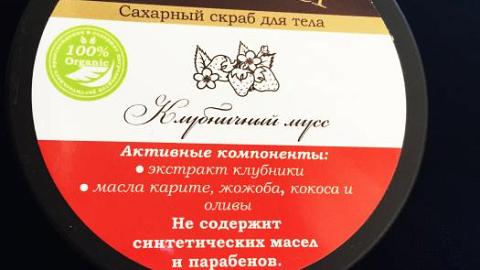 Сахарный скраб для тела
100%
Organic
Клубничный мусс
Активные компоненты:
• экстракт клубники
• масла карите, жожоба, кокоса и
оливы
Не содержит
синтетических масел
и парабенов.